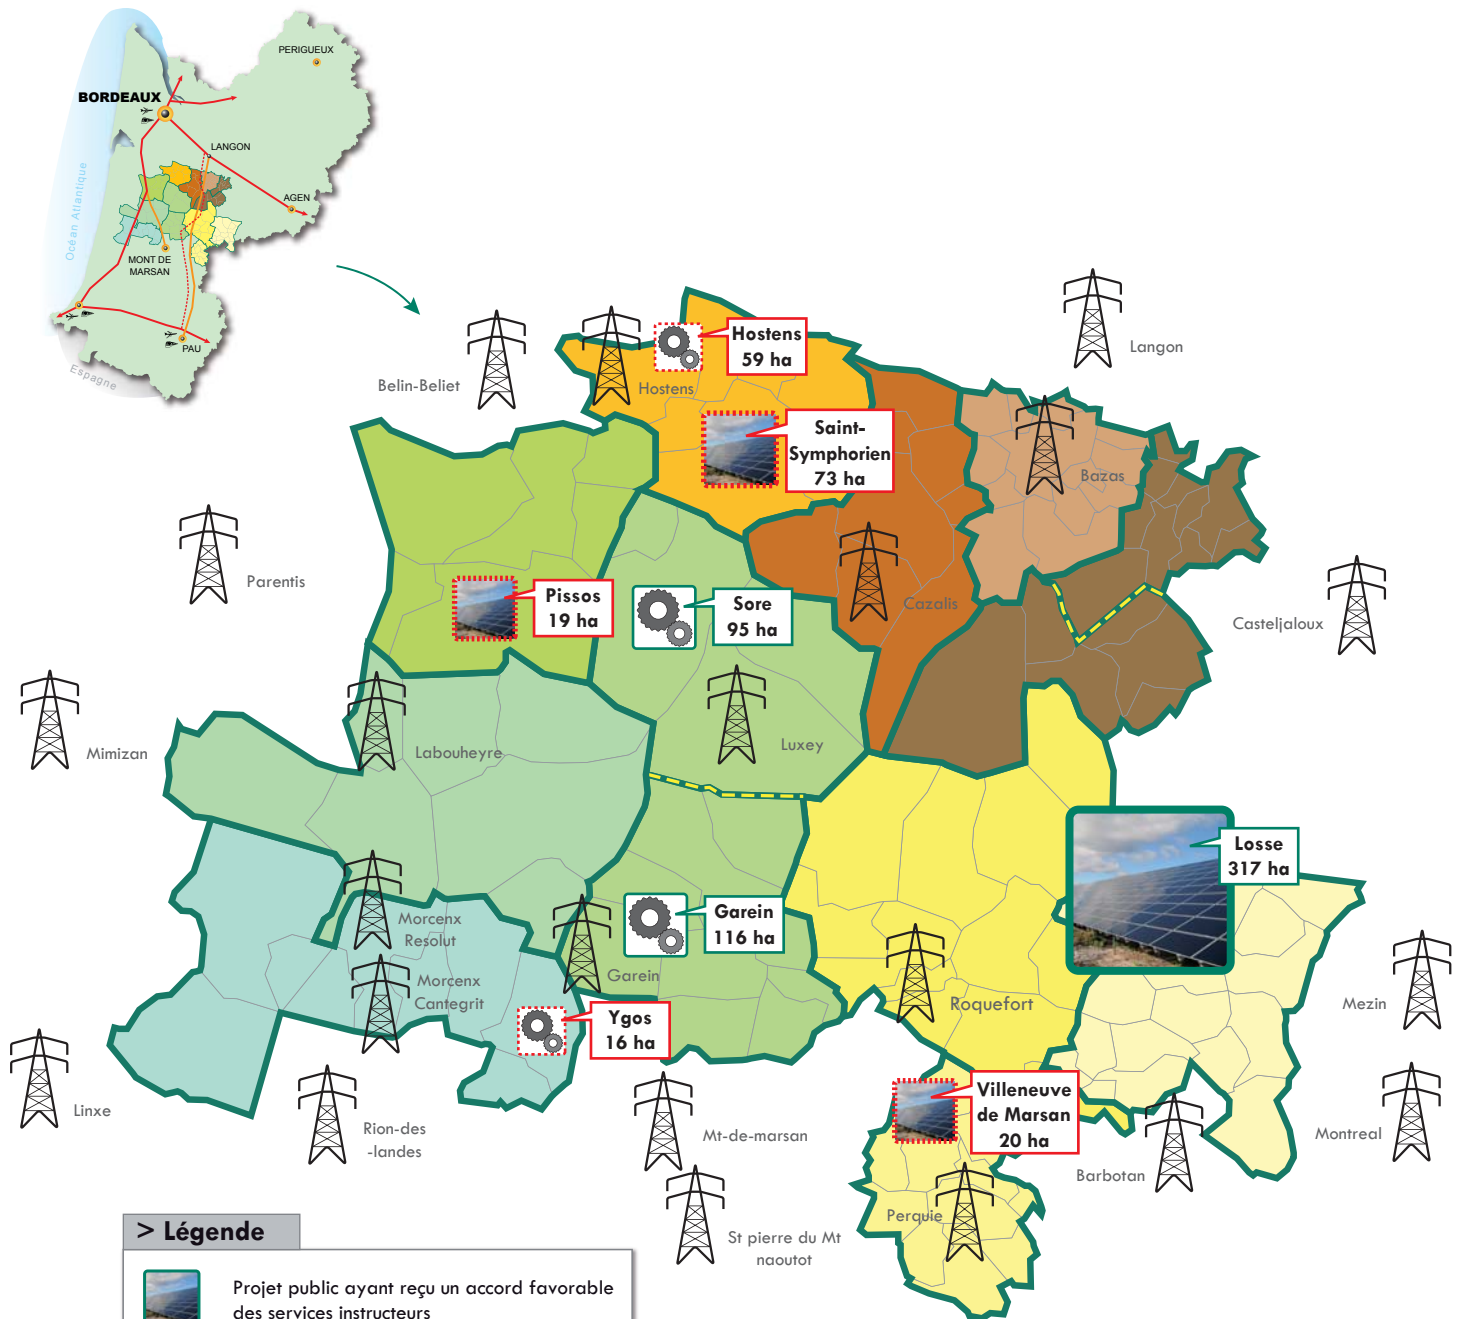 PERIGUEUX
BORDEAUX
LANGON
AGEN
Océan Atlantique
MONT DE
MARSAN
PAU
Espagne
Langon
Belin-Beliet
Hostens
Hostens
59 ha
Saint-
Symphorien
73 ha
Bazas
Parentis
Pissos
19 ha
Sore
95 ha
Cazalis
Casteljaloux
Mimizan
Labouheyre
Luxey
Losse
317 ha
Morcenx
Resolut
Garein
116 ha
Morcenx
Cantegrit
Garein
Roquefort
Mezin
Ygos
16 ha
Linxe
Rion-des
-landes
Mt-de-marsan
Villeneuve
de Marsan
20 ha
Barbotan
Montreal
Perquie
St pierre du Mt
naoutot
> Légende
Projet public ayant reçu un accord favorable
des services instructeurs